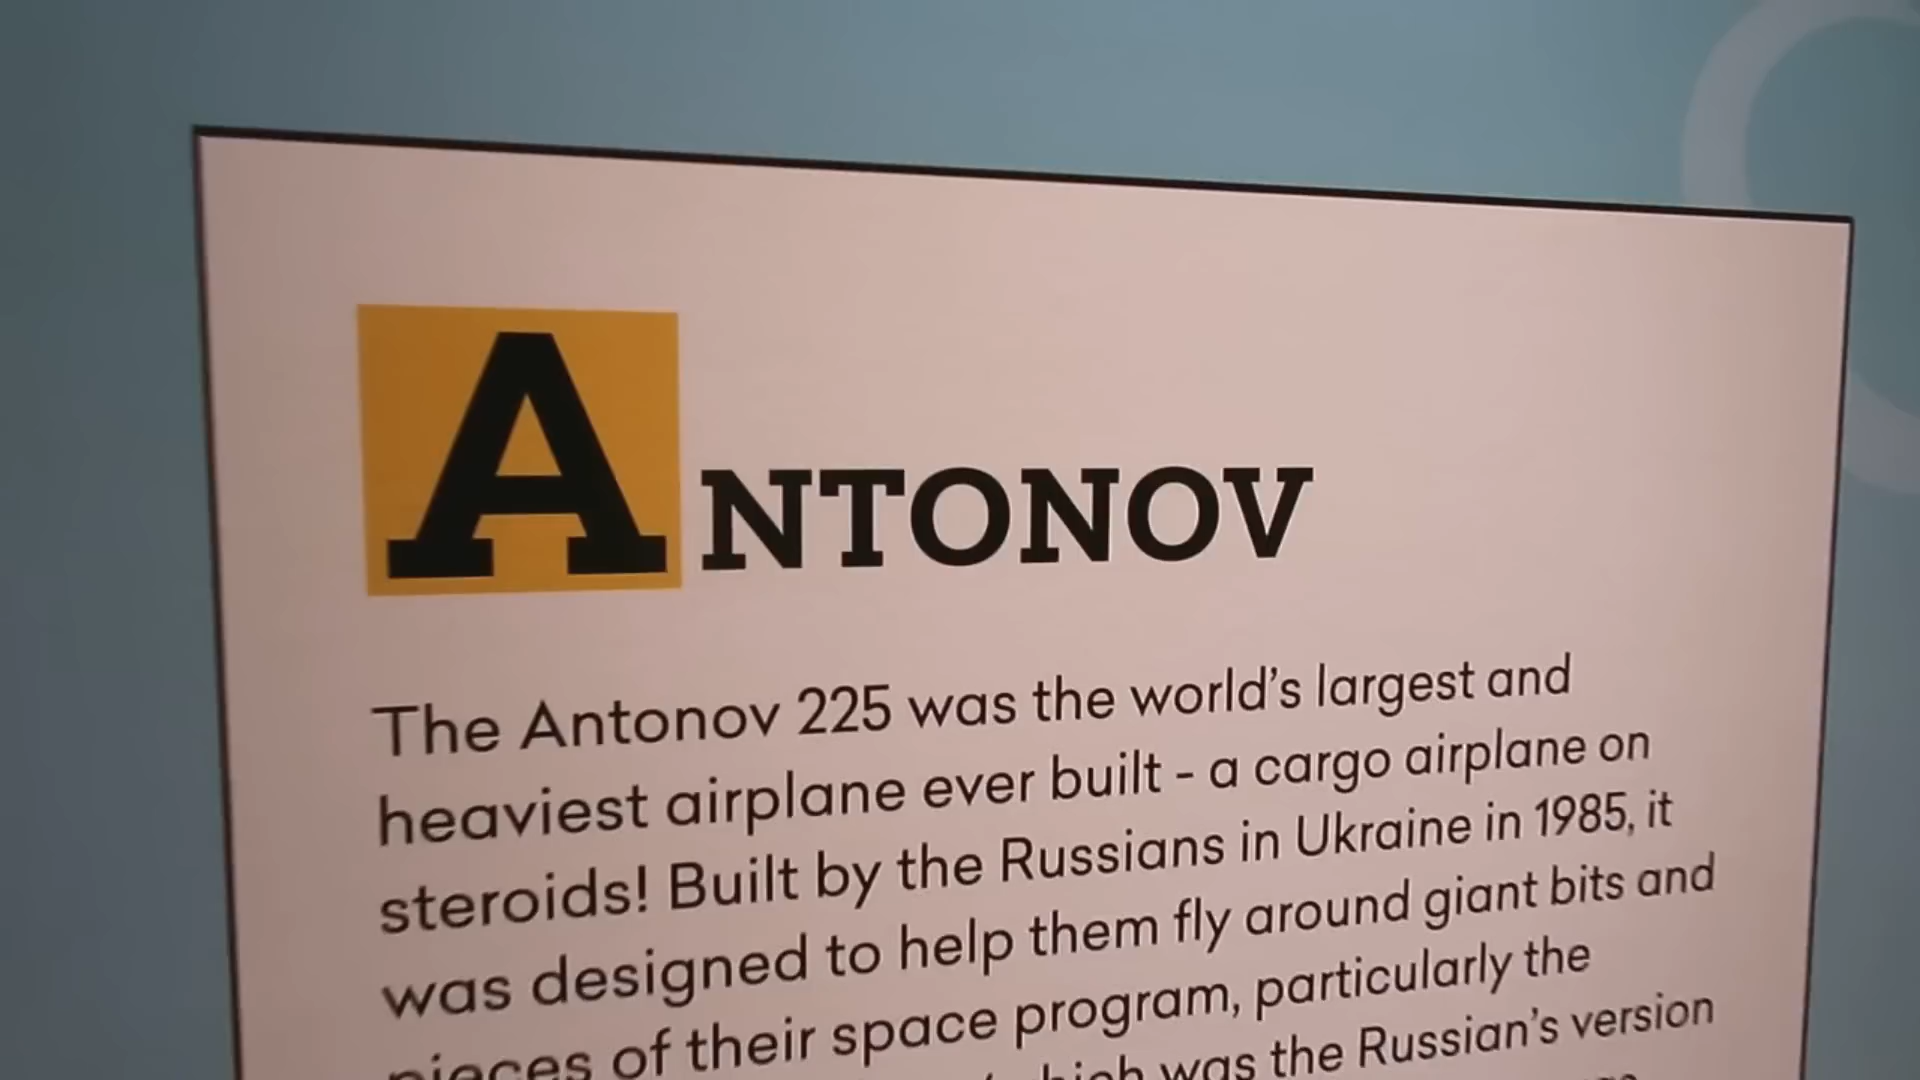 ANTONOV
The Antonov 225 was the world's largest and
heaviest airplane ever built - a cargo airplane on
steroids! Built by the Russians in Ukraine in 1985, it
was designed to help them fly around giant bits and
pieces of their space program, particularly the
which was the Russian's version